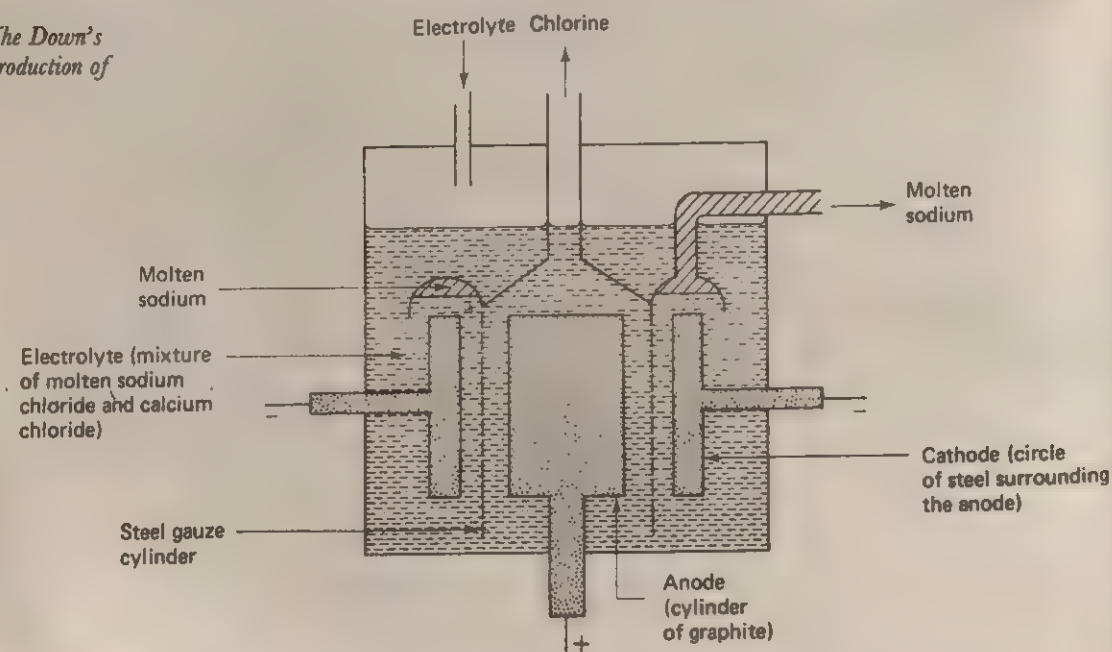 The Down's
production of
Electrolyte Chlorine
Molten
sodium
Molten
sodium
Electrolyte (mixture
of molten sodium
chloride and calcium
chloride)
Cathode (circle
of steel surrounding
the anode)
Steel gauze
cylinder
Anode
(cylinder
of graphite)
−
−
+